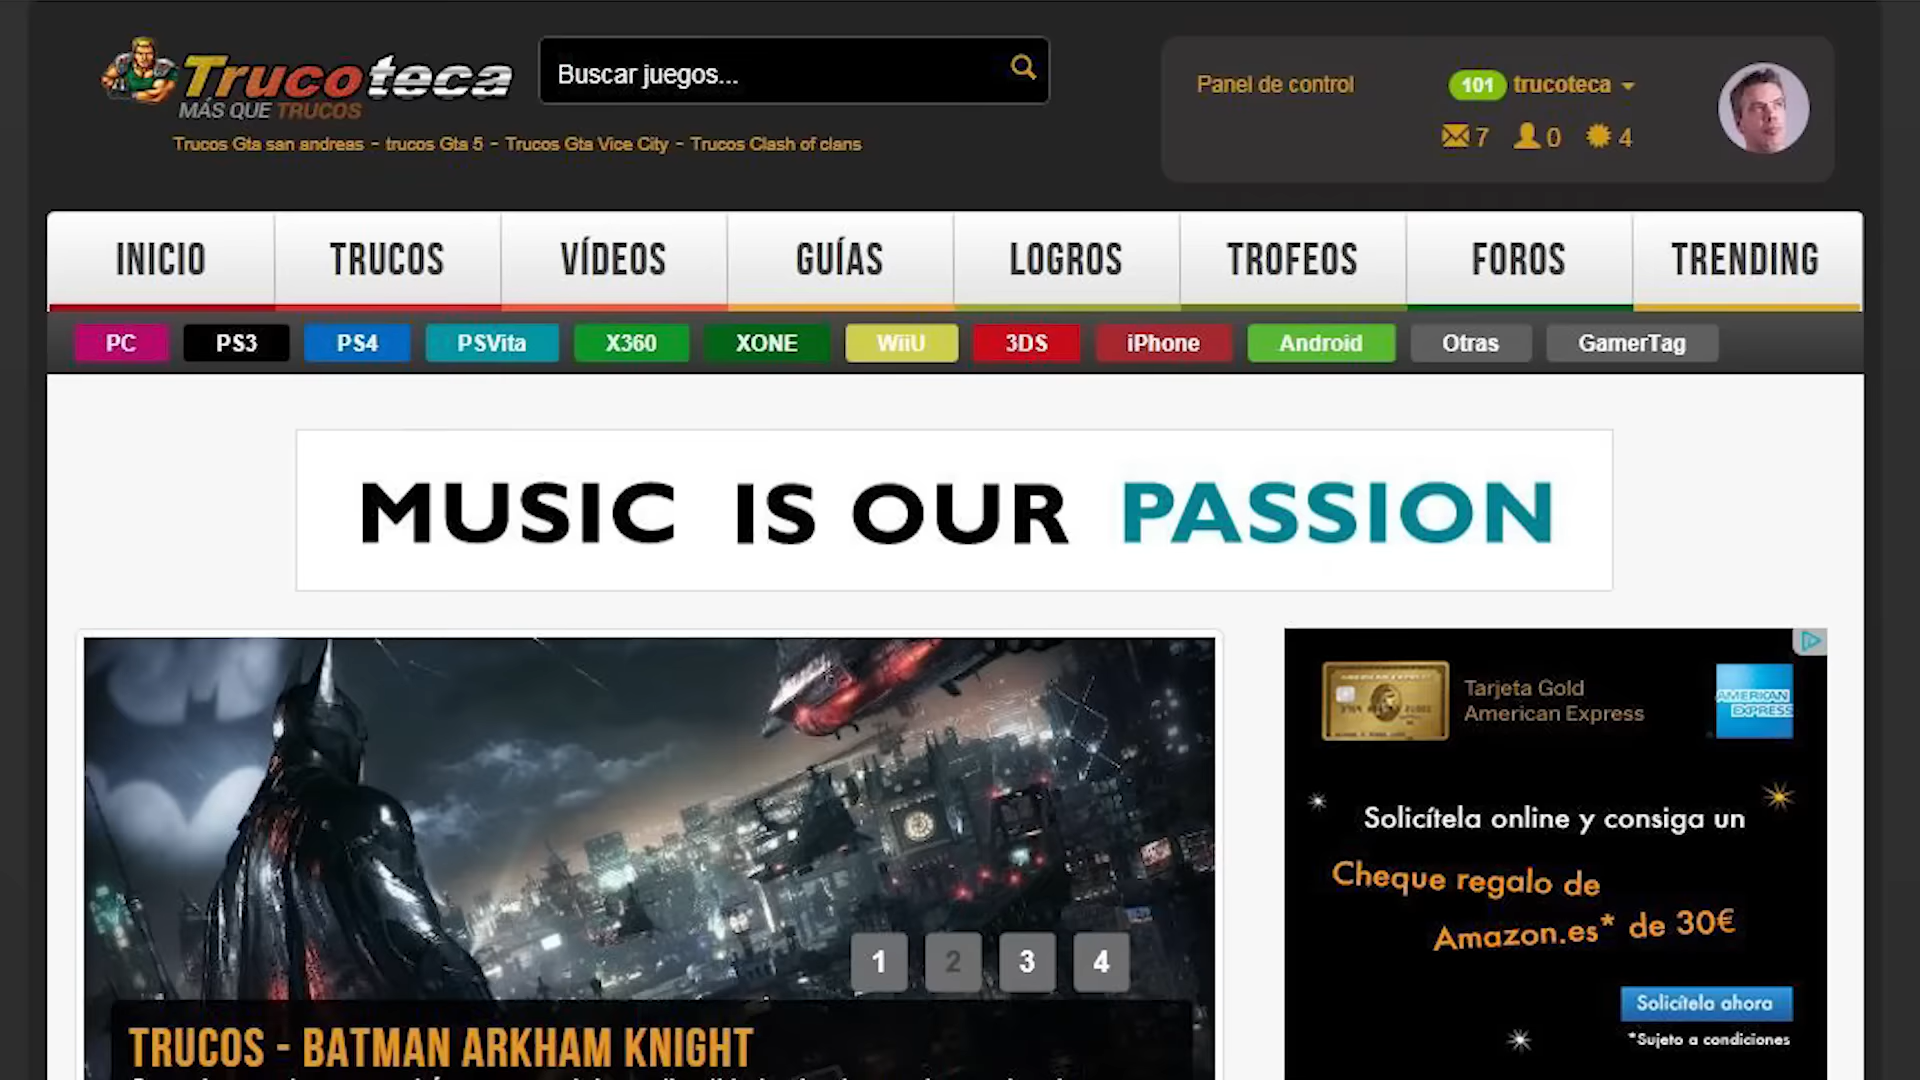 Trucoteca
MÁS QUE TRUCOS
Buscar juegos...
Trucos Gta san andreas - trucos Gta 5 - Trucos Gta Vice City - Trucos Clash of clans
Panel de control
101 trucoteca
7 0 4
INICIO TRUCOS VÍDEOS GUÍAS LOGROS TROFEOS FOROS TRENDING
PC PS3 PS4 PSVita X360 XONE WiiU 3DS iPhone Android Otras GamerTag
MUSIC IS OUR PASSION
1 2 3 4
TRUCOS - BATMAN ARKHAM KNIGHT
Tarjeta Gold
American Express
AMERICAN
EXPRESS
Solicítela online y consiga un
Cheque regalo de
Amazon.es* de 30€
Solicítela ahora
*Sujeto a condiciones